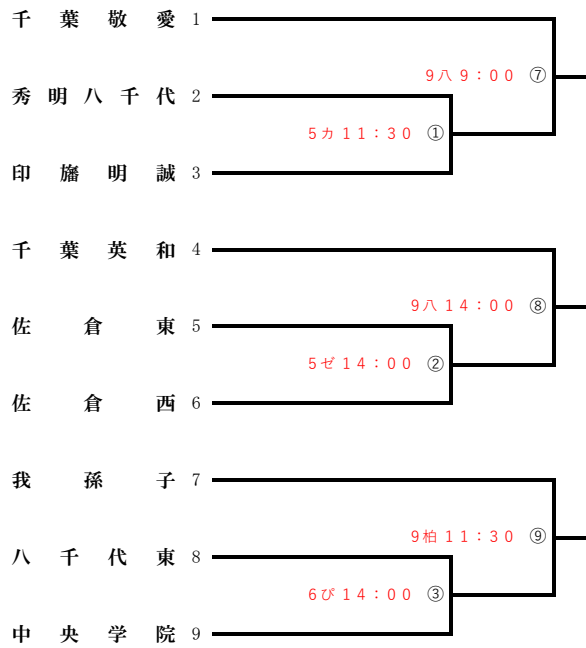 千葉敬愛 1
9八 9：00 ⑦
秀明八千代 2
5カ 11：30 ①
印旛明誠 3
千葉英和 4
9八 14：00 ⑧
佐倉東 5
5ゼ 14：00 ②
佐倉西 6
我孫子 7
9柏 11：30 ⑨
八千代東 8
6ぴ 14：00 ③
中央学院 9